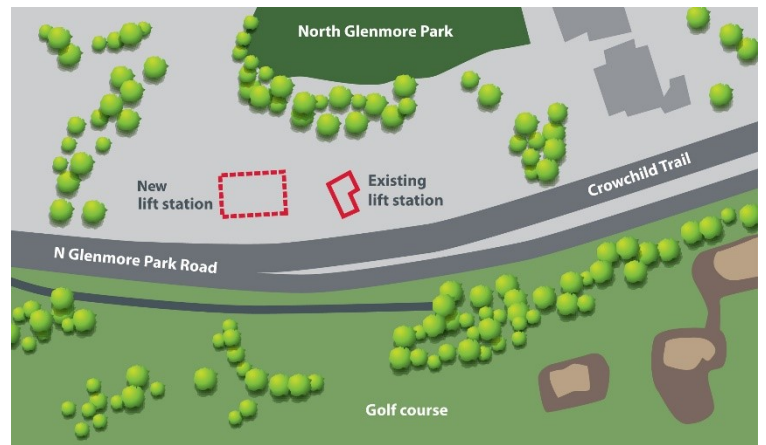 North Glenmore Park
New
lift station
Existing
lift station
Crowchild Trail
N Glenmore Park Road
Golf course